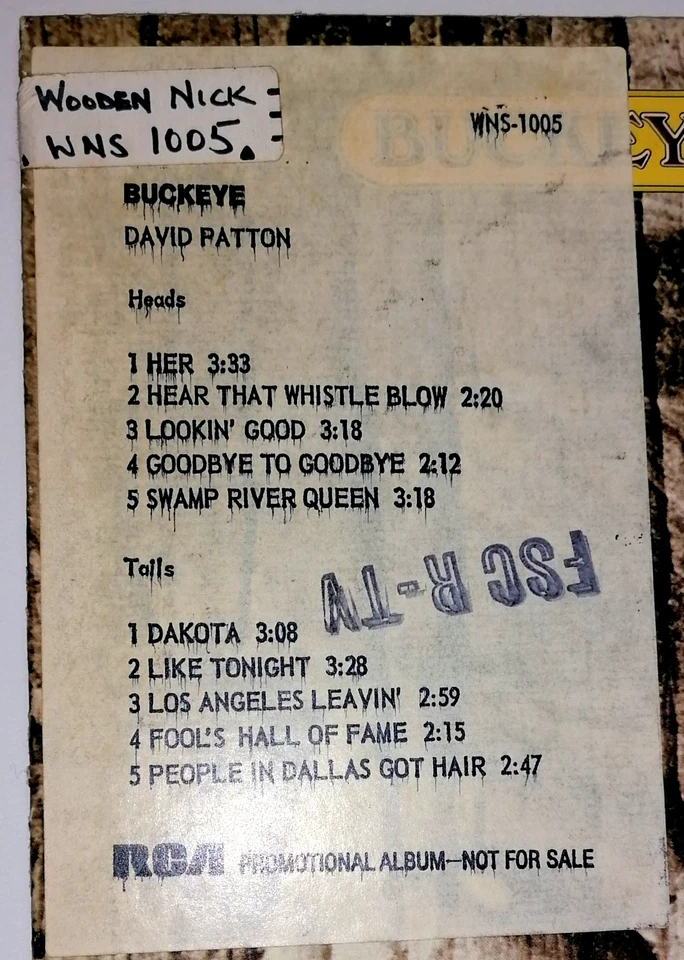 WOODEN NICK
WNS 1005.
WNS-1005
BUCKEYE
BUCKEYE
DAVID PATTON
Heads
1 HER 3:33
2 HEAR THAT WHISTLE BLOW 2:20
3 LOOKIN' GOOD 3:18
4 GOODBYE TO GOODBYE 2:12
5 SWAMP RIVER QUEEN 3:18
FSC R-TV
Tails
1 DAKOTA 3:08
2 LIKE TONIGHT 3:28
3 LOS ANGELES LEAVIN' 2:59
4 FOOL'S HALL OF FAME 2:15
5 PEOPLE IN DALLAS GOT HAIR 2:47
RCA PROMOTIONAL ALBUM—NOT FOR SALE